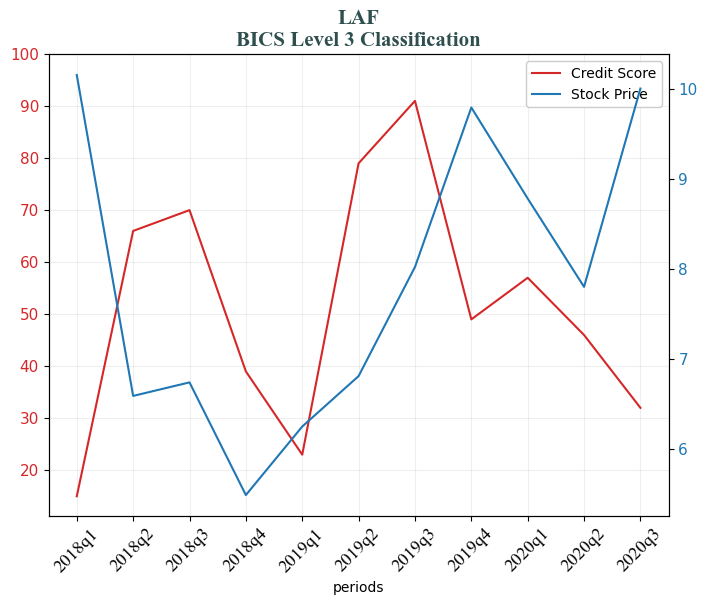 LAF
BICS Level 3 Classification
100
90
80
70
60
50
40
30
20
Credit Score
Stock Price
10
9
8
7
6
2018q1 2018q2 2018q3 2018q4 2019q1 2019q2 2019q3 2019q4 2020q1 2020q2 2020q3
periods